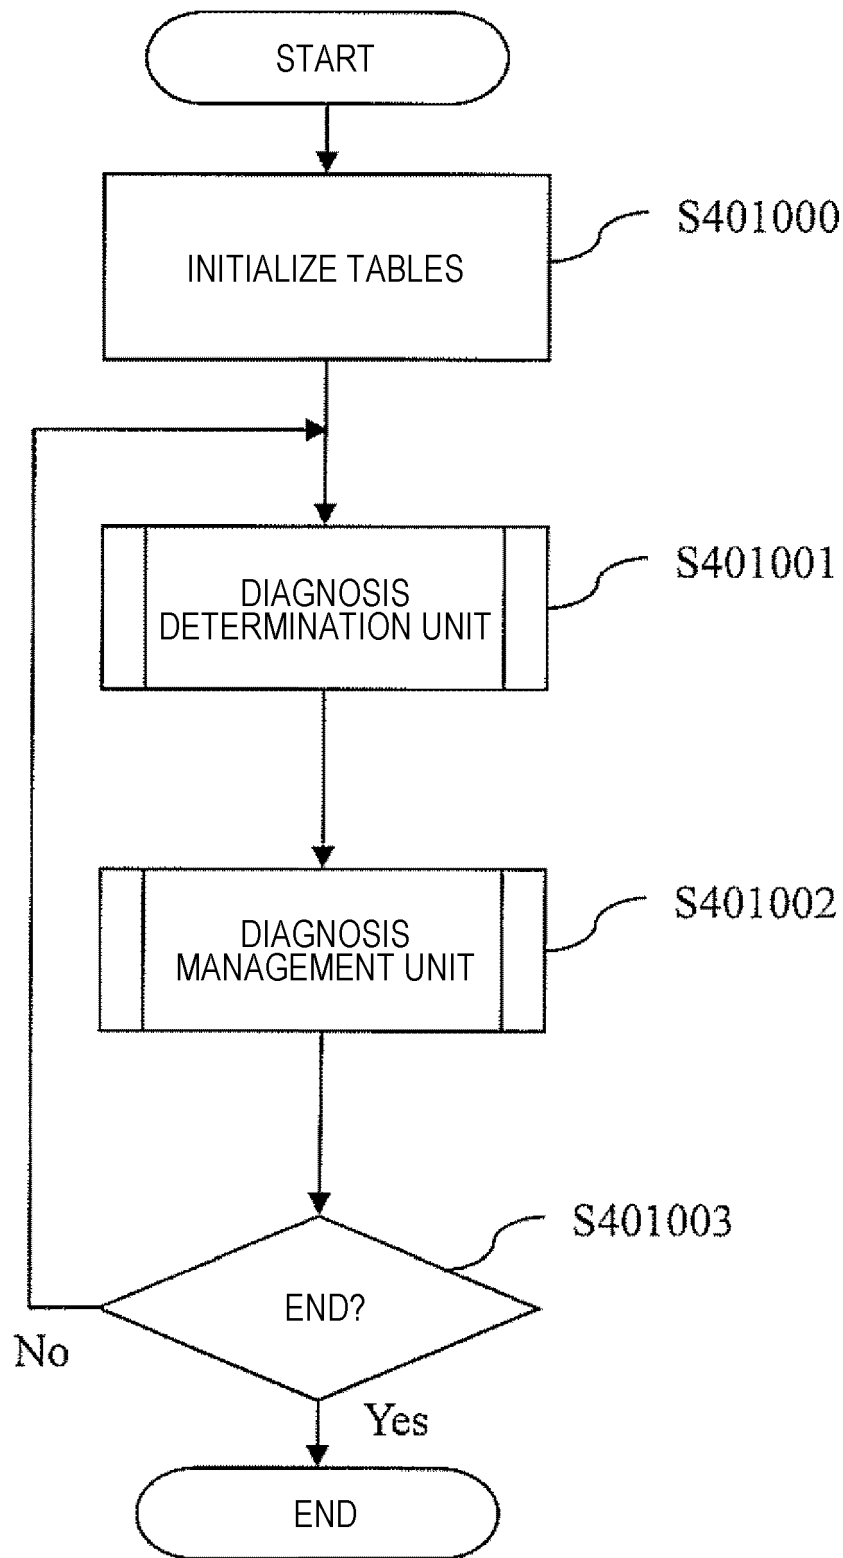 START
INITIALIZE TABLES
S401000
DIAGNOSIS
DETERMINATION UNIT
S401001
DIAGNOSIS
MANAGEMENT UNIT
S401002
END?
S401003
No
Yes
END